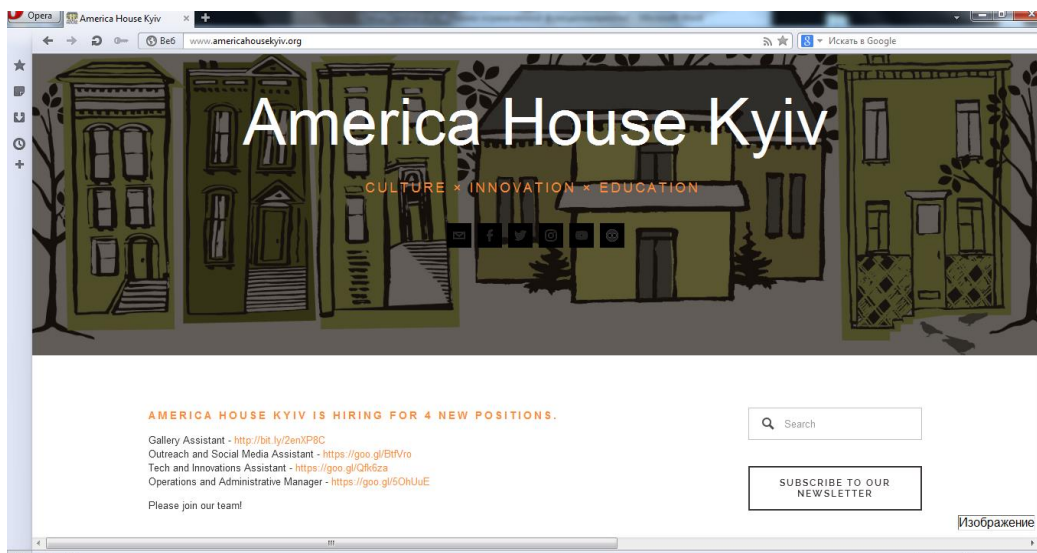 Opera
America House Kyiv
Веб
www.americahousekyiv.org
Искать в Google
America House Kyiv
CULTURE × INNOVATION × EDUCATION
AMERICA HOUSE KYIV IS HIRING FOR 4 NEW POSITIONS.
Gallery Assistant - http://bit.ly/2enXP8C
Outreach and Social Media Assistant - https://goo.gl/BtfVro
Tech and Innovations Assistant - https://goo.gl/Qfk6za
Operations and Administrative Manager - https://goo.gl/5OhUuE
Please join our team!
Search
SUBSCRIBE TO OUR
NEWSLETTER
Изображение